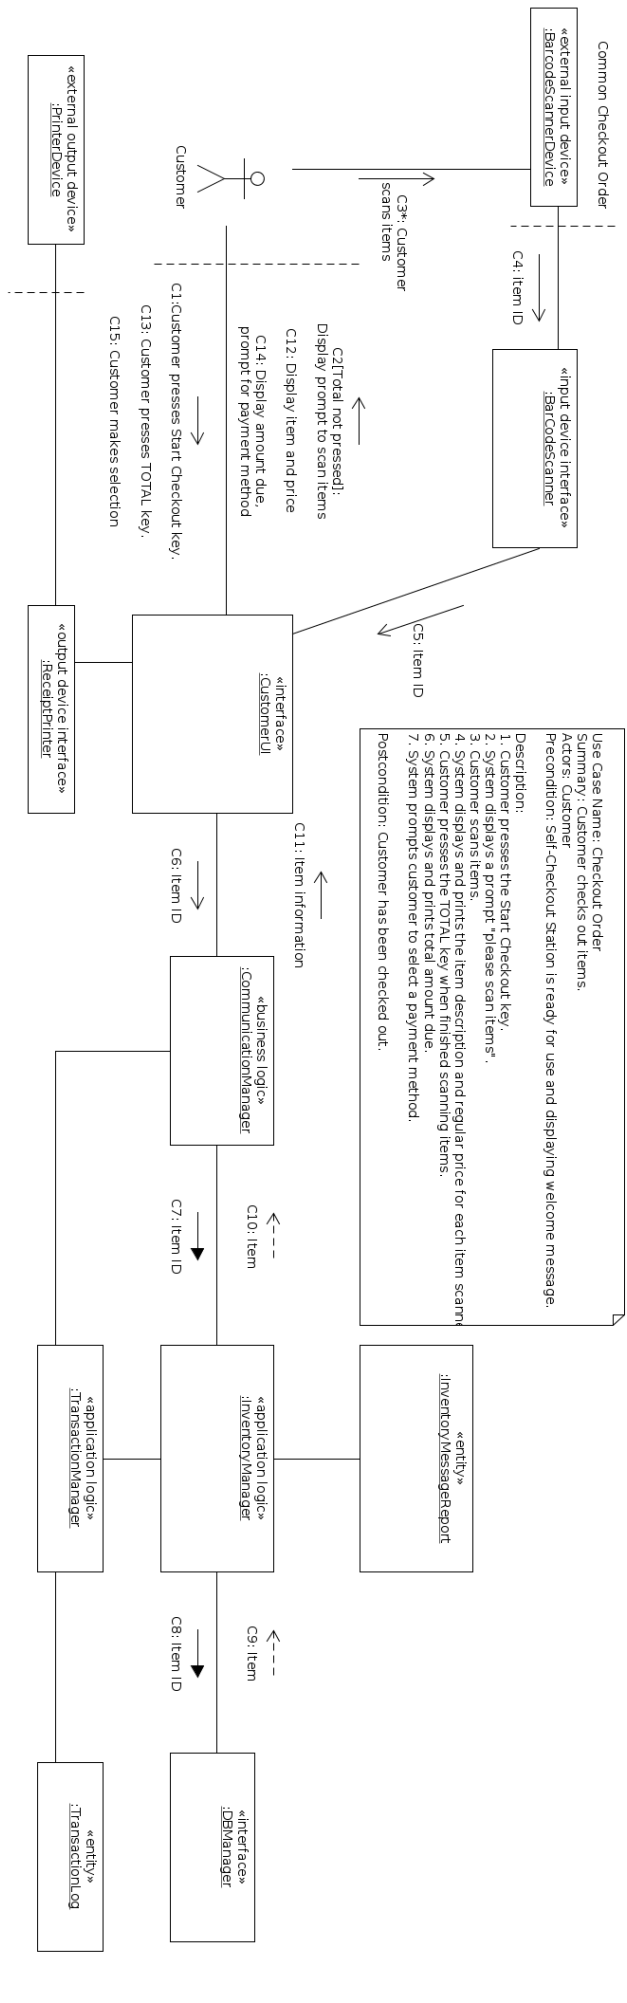 Common Checkout Order
«external input device»
:BarcodeScannerDevice
C4: item ID
«input device interface»
:BarCodeScanner
C3*: Customer
scans items
C5: Item ID
Use Case Name: Checkout Order
Summary: Customer checks out items.
Actors: Customer
Precondition: Self-Checkout Station is ready for use and displaying welcome message.
Description:
1. Customer presses the Start Checkout key.
2. System displays a prompt "please scan items".
3. Customer scans items.
4. System displays and prints the item description and regular price for each item scanne
5. Customer presses the TOTAL key when finished scanning items.
6. System displays and prints total amount due.
7. System prompts customer to select a payment method.
Postcondition: Customer has been checked out.
«entity»
:InventoryMessageReport
Customer
C2[Total not pressed]:
Display prompt to scan items
C12: Display item and price
C14: Display amount due,
prompt for payment method
C1:Customer presses Start Checkout key.
C13: Customer presses TOTAL key.
C15: Customer makes selection
«interface»
:CustomerUI
C11: Item information
C6: Item ID
«business logic»
:CommunicationManager
C10: Item
C7: Item ID
«application logic»
:InventoryManager
C9: Item
C8: Item ID
«interface»
:DBManager
«external output device»
:PrinterDevice
«output device interface»
:ReceiptPrinter
«application logic»
:TransactionManager
«entity»
:TransactionLog